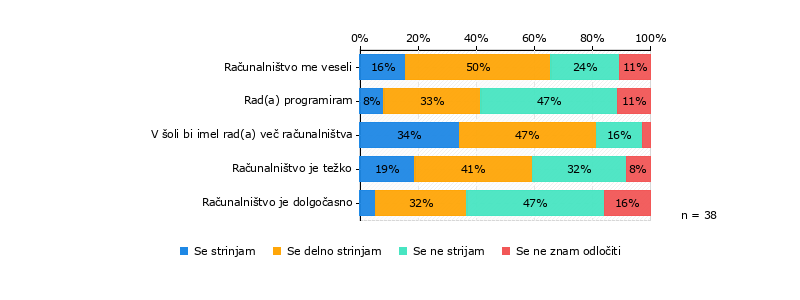 0% 20% 40% 60% 80% 100%
Računalništvo me veseli 16% 50% 24% 11%
Rad(a) programiram 8% 33% 47% 11%
V šoli bi imel rad(a) več računalništva 34% 47% 16%
Računalništvo je težko 19% 41% 32% 8%
Računalništvo je dolgočasno 32% 47% 16%
n = 38
Se strinjam Se delno strinjam Se ne strijam Se ne znam odločiti